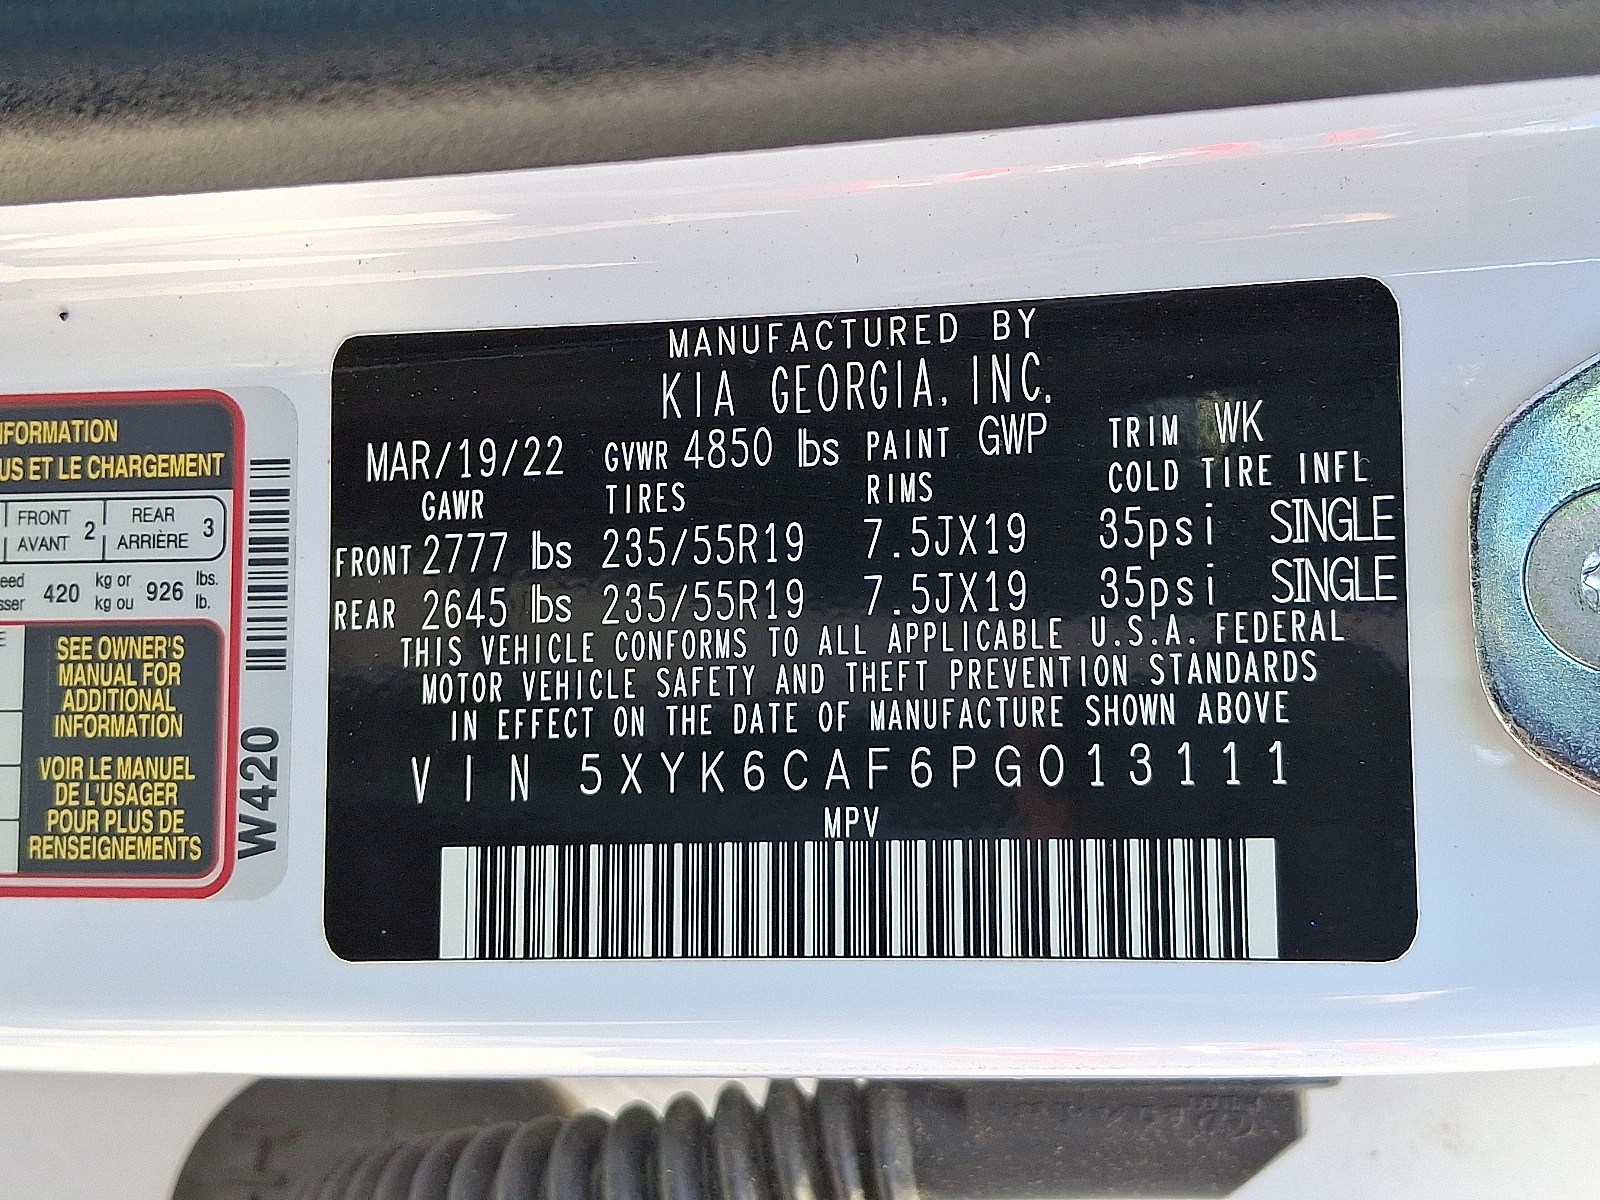 MANUFACTURED BY
KIA GEORGIA, INC.
MAR/19/22 GVWR 4850 lbs PAINT GWP TRIM WK
GAWR TIRES RIMS COLD TIRE INFL
FRONT 2777 lbs 235/55R19 7.5JX19 35psi SINGLE
REAR 2645 lbs 235/55R19 7.5JX19 35psi SINGLE
THIS VEHICLE CONFORMS TO ALL APPLICABLE U.S.A. FEDERAL
MOTOR VEHICLE SAFETY AND THEFT PREVENTION STANDARDS
IN EFFECT ON THE DATE OF MANUFACTURE SHOWN ABOVE
VIN 5XYK6CAF6PG013111
MPV
US ET LE CHARGEMENT
FRONT 2 REAR 3
AVANT ARRIÈRE
420 kg or 926 lbs.
kg ou lb.
SEE OWNER'S
MANUAL FOR
ADDITIONAL
INFORMATION
VOIR LE MANUEL
DE L'USAGER
POUR PLUS DE
RENSEIGNEMENTS
W420